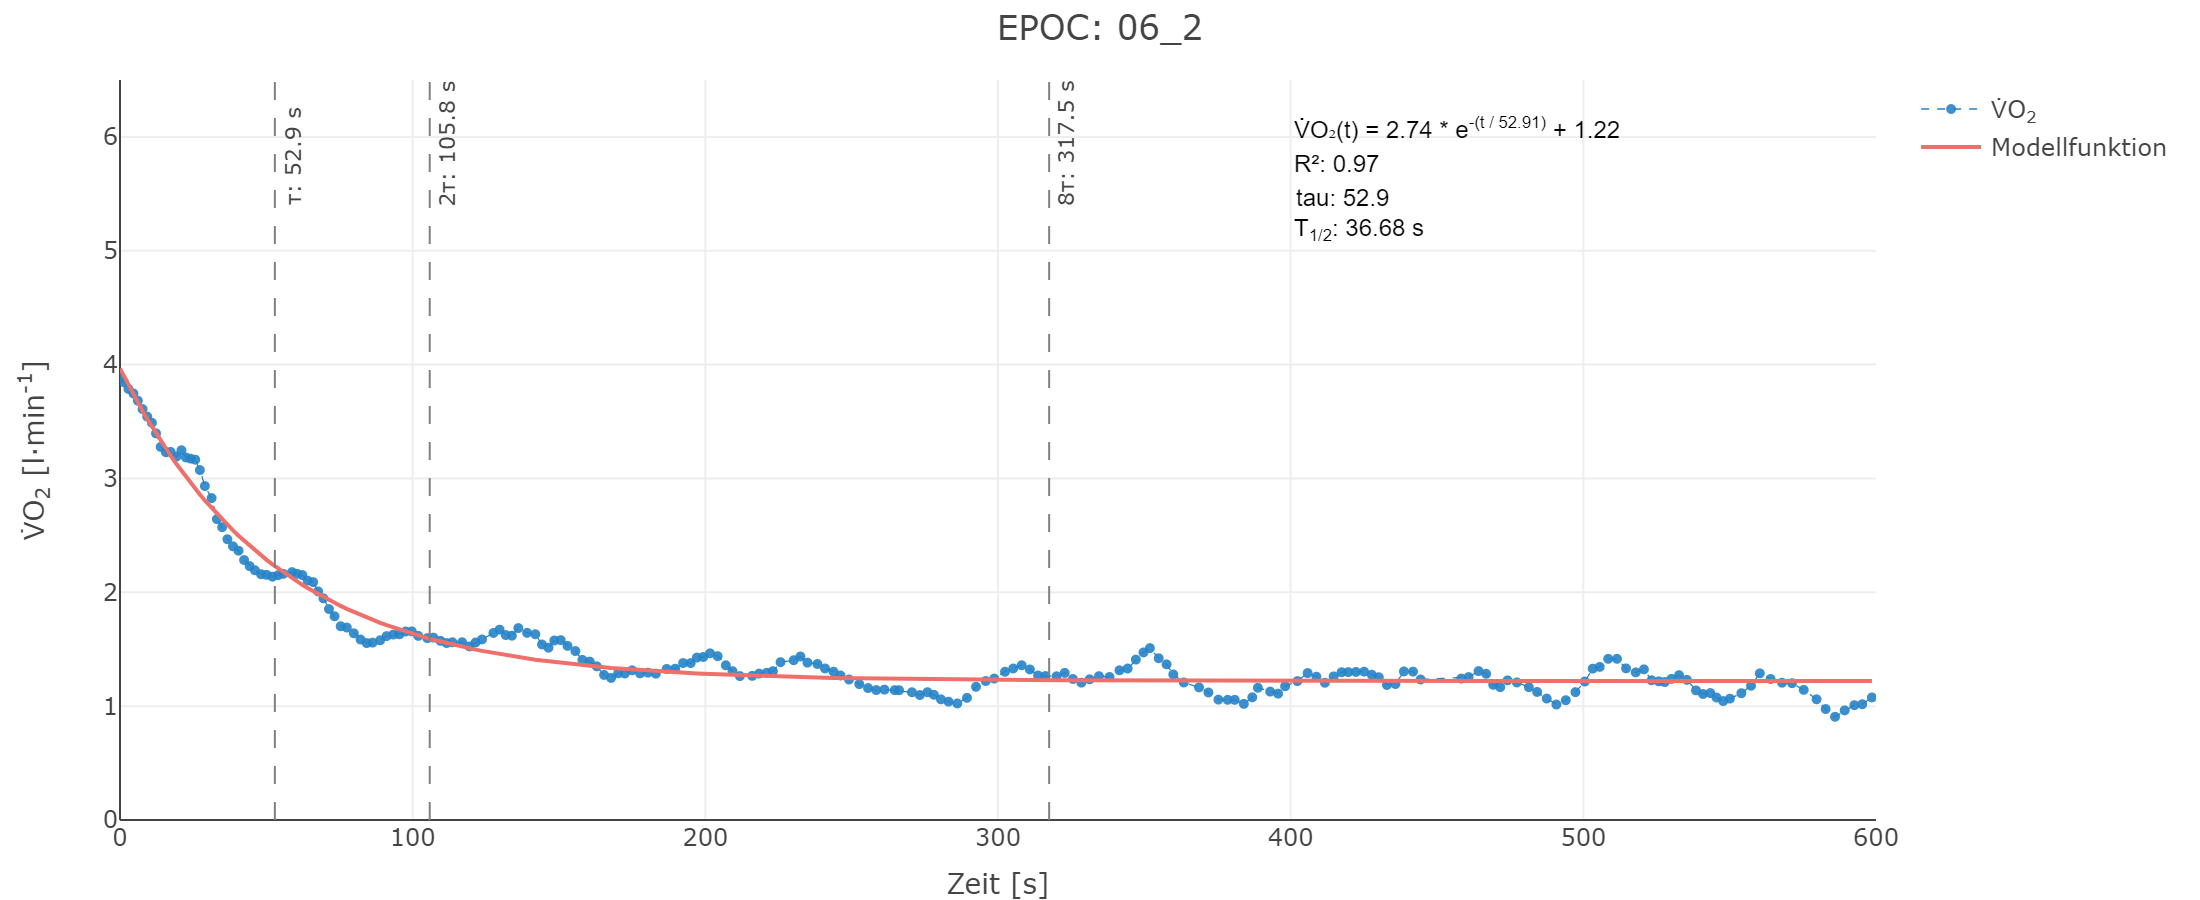 EPOC: 06_2
τ: 52.9 s
2τ: 105.8 s
8τ: 317.5 s
V̇O₂(t) = 2.74 * e⁻⁽ᵗ ᐟ ⁵²·⁹¹⁾ + 1.22
R²: 0.97
tau: 52.9
T1/2: 36.68 s
V̇O₂
Modellfunktion
V̇O₂ [l·min⁻¹]
6
5
4
3
2
1
0
0 100 200 300 400 500 600
Zeit [s]